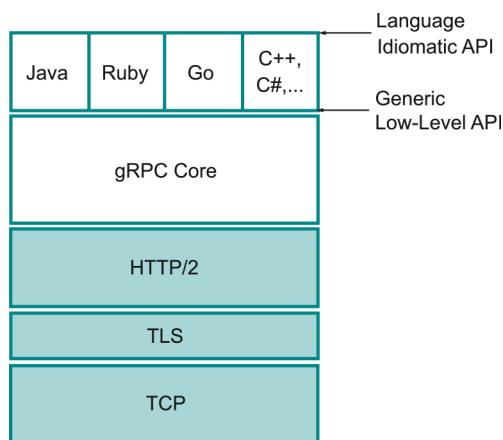 Language
Idiomatic API
Java
Ruby
Go
C++,
C#,...
Generic
Low-Level API
gRPC Core
HTTP/2
TLS
TCP